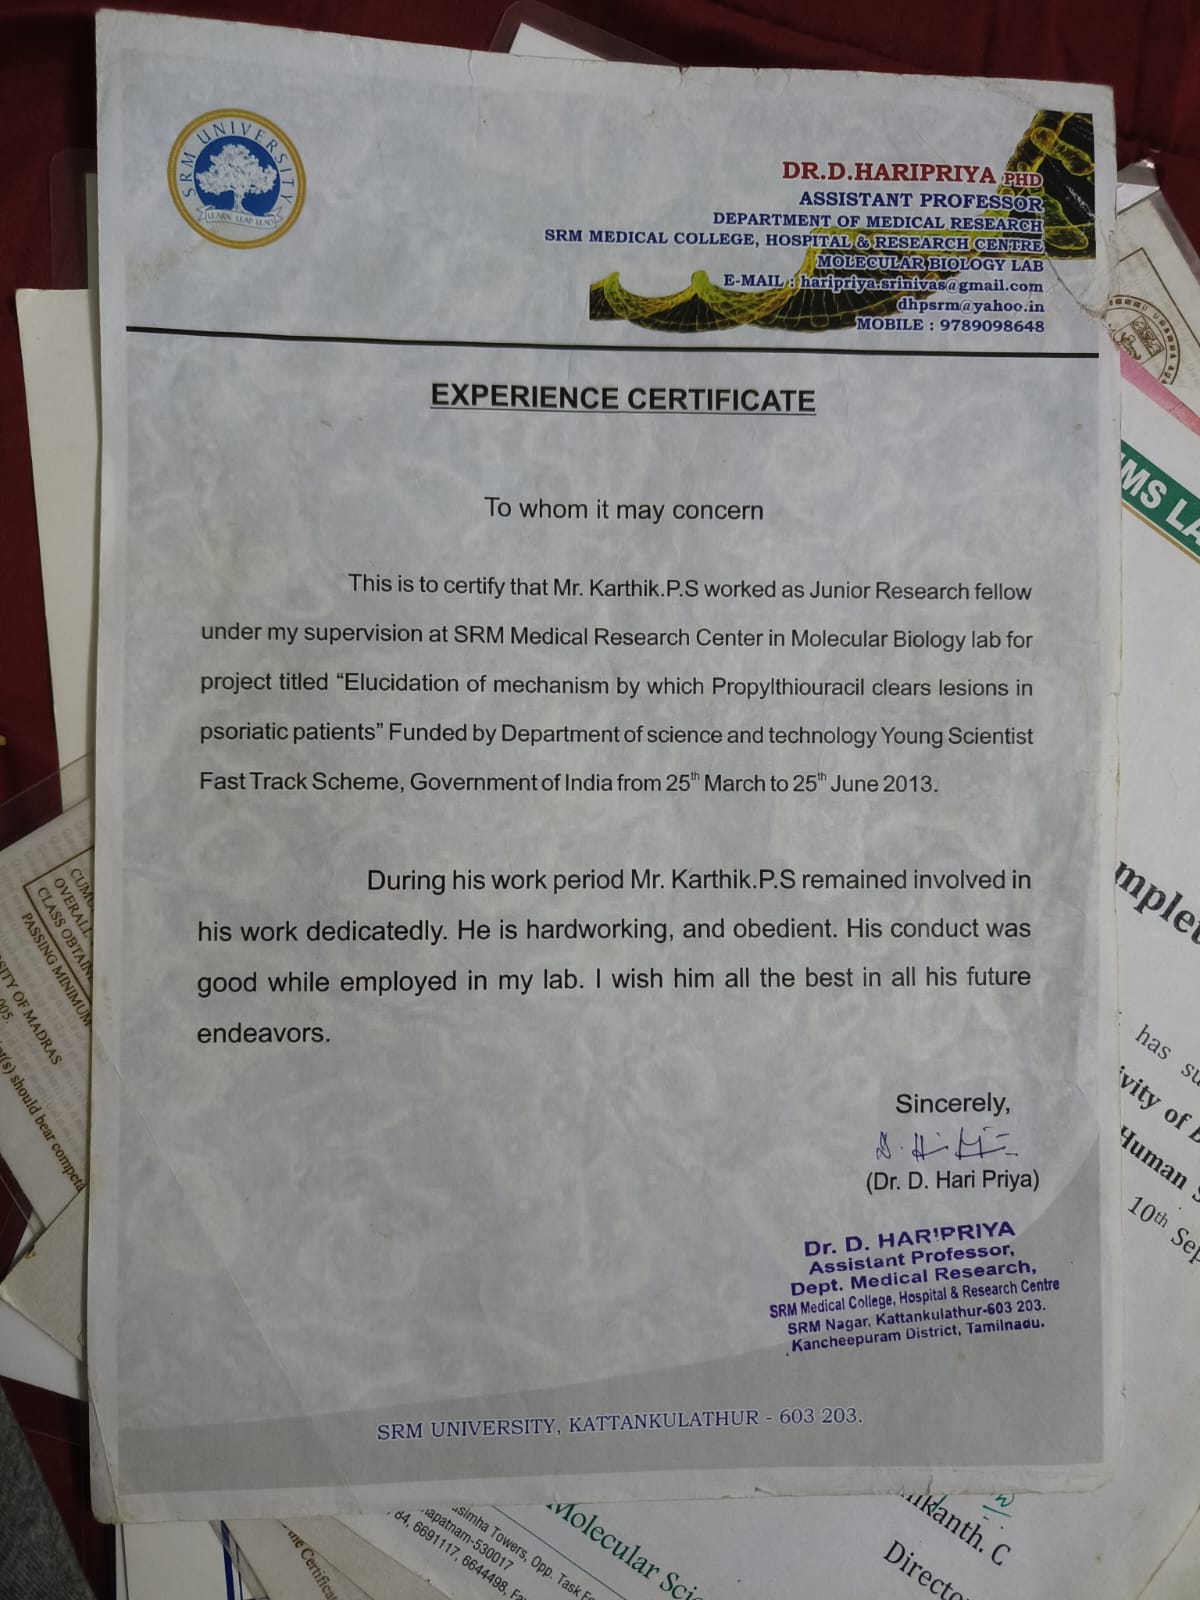 SRM UNIVERSITY
LEARN LEAP LEAD
DR.D.HARIPRIYA PHD
ASSISTANT PROFESSOR
DEPARTMENT OF MEDICAL RESEARCH
SRM MEDICAL COLLEGE, HOSPITAL & RESEARCH CENTRE
MOLECULAR BIOLOGY LAB
E-MAIL : haripriya.srinivas@gmail.com
dhpsrm@yahoo.in
MOBILE : 9789098648
EXPERIENCE CERTIFICATE
To whom it may concern
This is to certify that Mr. Karthik.P.S worked as Junior Research fellow
under my supervision at SRM Medical Research Center in Molecular Biology lab for
project titled “Elucidation of mechanism by which Propylthiouracil clears lesions in
psoriatic patients” Funded by Department of science and technology Young Scientist
Fast Track Scheme, Government of India from 25th March to 25th June 2013.
During his work period Mr. Karthik.P.S remained involved in
his work dedicatedly. He is hardworking, and obedient. His conduct was
good while employed in my lab. I wish him all the best in all his future
endeavors.
Sincerely,
(Dr. D. Hari Priya)
Dr. D. HARIPRIYA
Assistant Professor,
Dept. Medical Research,
SRM Medical College, Hospital & Research Centre
SRM Nagar, Kattankulathur-603 203.
Kancheepuram District, Tamilnadu.
SRM UNIVERSITY, KATTANKULATHUR - 603 203.
OVERALL
CLASS OBTAIN
PASSING MINIMUM
SITY OF MADRAS
005.
nt(s) should bear competa
MS LA
mplet
has su
ivity of
Human S
10th Sep
simha Towers, Opp. Task Fo
apatnam-530017
84, 6691117, 6644498, Fa
Molecular Scie
ne Certifica
nikanth. C
Directo